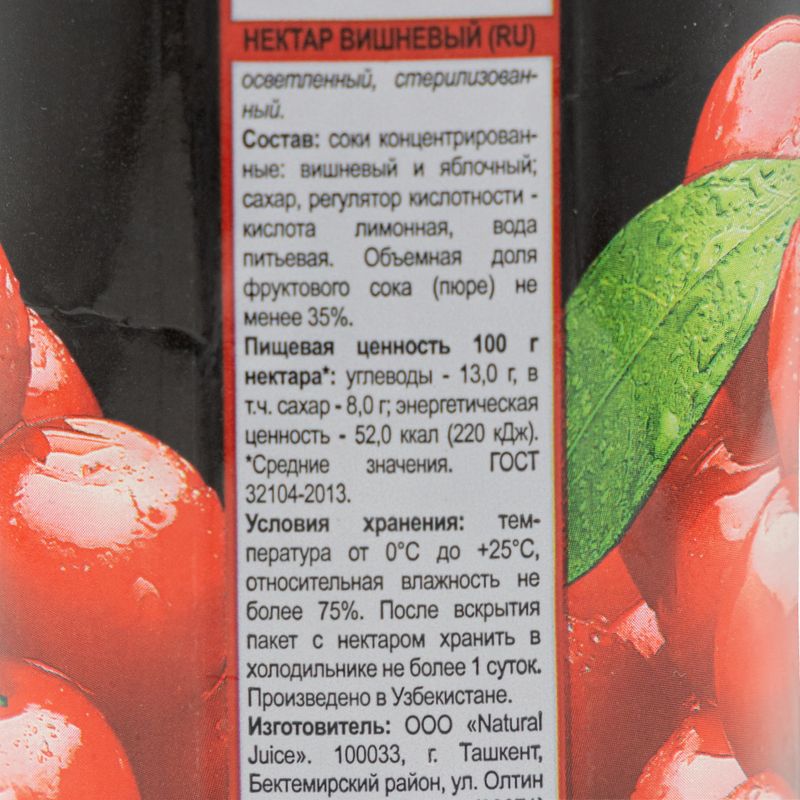 НЕКТАР ВИШНЕВЫЙ (RU)
осветленный, стерилизован-
ный.
Состав: соки концентрирован-
ные: вишневый и яблочный;
сахар, регулятор кислотности -
кислота лимонная, вода
питьевая. Объемная доля
фруктового сока (пюре) не
менее 35%.
Пищевая ценность 100 г
нектара*: углеводы - 13,0 г, в
т.ч. сахар - 8,0 г; энергетическая
ценность - 52,0 ккал (220 кДж).
*Средние значения. ГОСТ
32104-2013.
Условия хранения: тем-
пература от 0°C до +25°C,
относительная влажность не
более 75%. После вскрытия
пакет с нектаром хранить в
холодильнике не более 1 суток.
Произведено в Узбекистане.
Изготовитель: ООО «Natural
Juice». 100033, г. Ташкент,
Бектемирский район, ул. Олтин